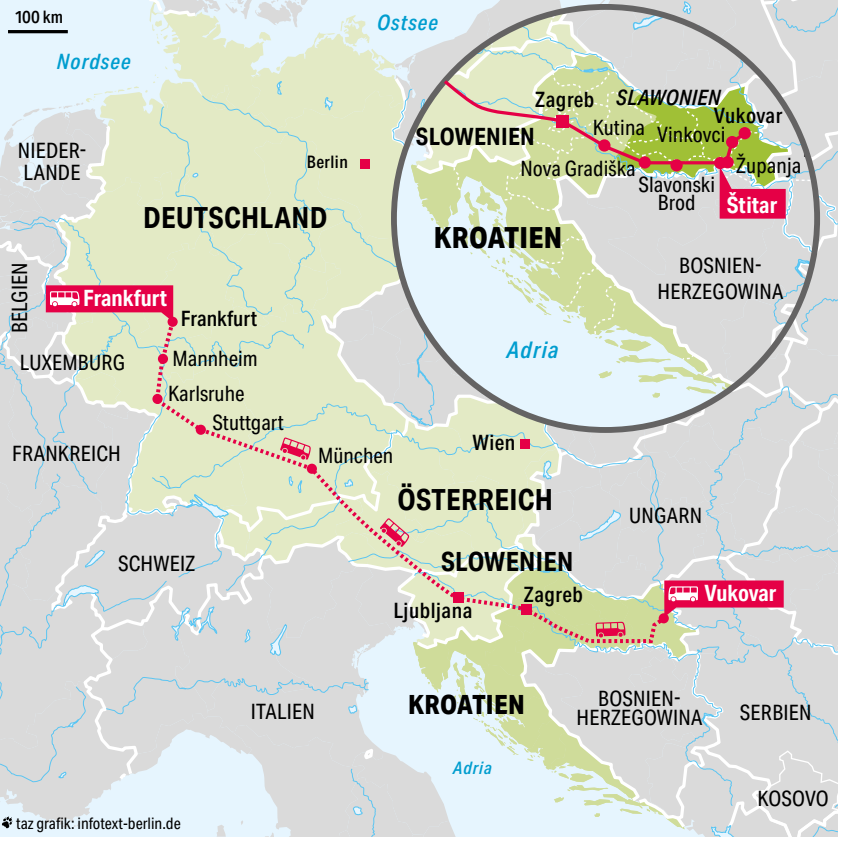 100 km
Nordsee
Ostsee
NIEDER-
LANDE
Berlin
DEUTSCHLAND
BELGIEN
Frankfurt
Frankfurt
LUXEMBURG
Mannheim
Karlsruhe
Stuttgart
FRANKREICH
München
Wien
ÖSTERREICH
UNGARN
SCHWEIZ
SLOWENIEN
Ljubljana
Zagreb
Vukovar
KROATIEN
ITALIEN
BOSNIEN-
HERZEGOWINA
SERBIEN
Adria
KOSOVO
SLOWENIEN
Zagreb
SLAWONIEN
Kutina
Vinkovci
Vukovar
Nova Gradiška
Slavonski
Brod
Županja
Štitar
KROATIEN
BOSNIEN-
HERZEGOWINA
Adria
taz grafik: infotext-berlin.de